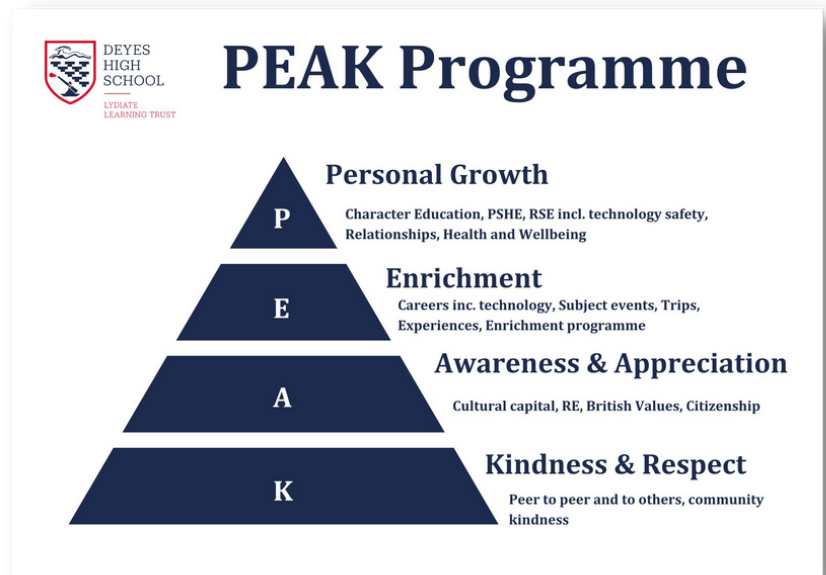 DEYES
HIGH
SCHOOL
LYDIATE
LEARNING TRUST
PEAK Programme
P
Personal Growth
Character Education, PSHE, RSE incl. technology safety,
Relationships, Health and Wellbeing
E
Enrichment
Careers inc. technology, Subject events, Trips,
Experiences, Enrichment programme
A
Awareness & Appreciation
Cultural capital, RE, British Values, Citizenship
K
Kindness & Respect
Peer to peer and to others, community
kindness